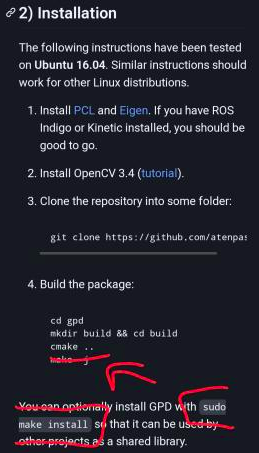 2) Installation
The following instructions have been tested
on Ubuntu 16.04. Similar instructions should
work for other Linux distributions.
1. Install PCL and Eigen. If you have ROS
Indigo or Kinetic installed, you should be
good to go.
2. Install OpenCV 3.4 (tutorial).
3. Clone the repository into some folder:
git clone https://github.com/atenpas
4. Build the package:
cd gpd
mkdir build && cd build
cmake ..
make -j
You can optionally install GPD with sudo
make install so that it can be used by
other projects as a shared library.